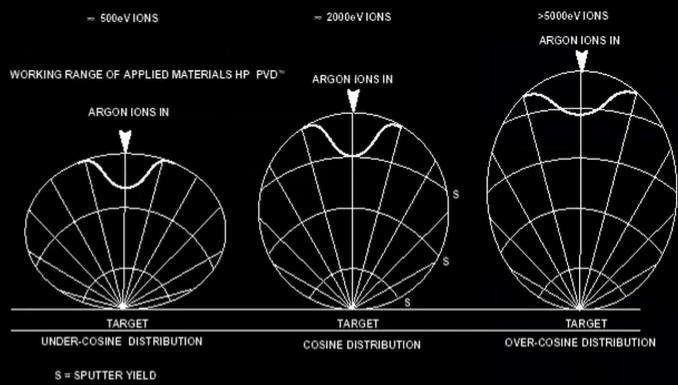 ≈ 500eV IONS
≈ 2000eV IONS
>5000eV IONS
ARGON IONS IN
WORKING RANGE OF APPLIED MATERIALS HP PVD™
ARGON IONS IN
ARGON IONS IN
S
S
S
TARGET
TARGET
TARGET
UNDER-COSINE DISTRIBUTION
COSINE DISTRIBUTION
OVER-COSINE DISTRIBUTION
S = SPUTTER YIELD